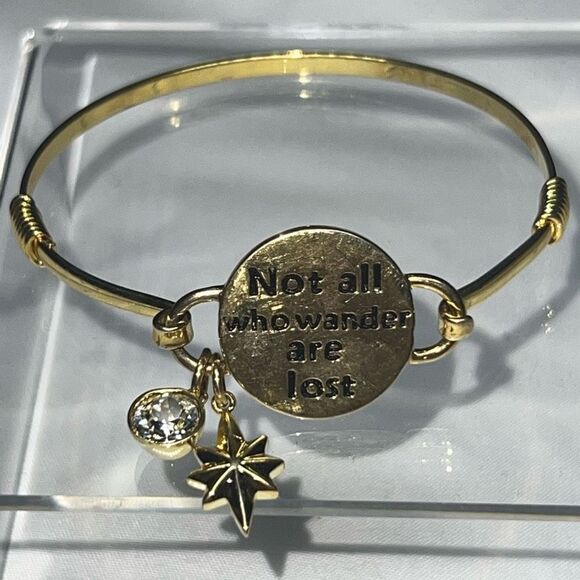 Not all
who wander
are
lost